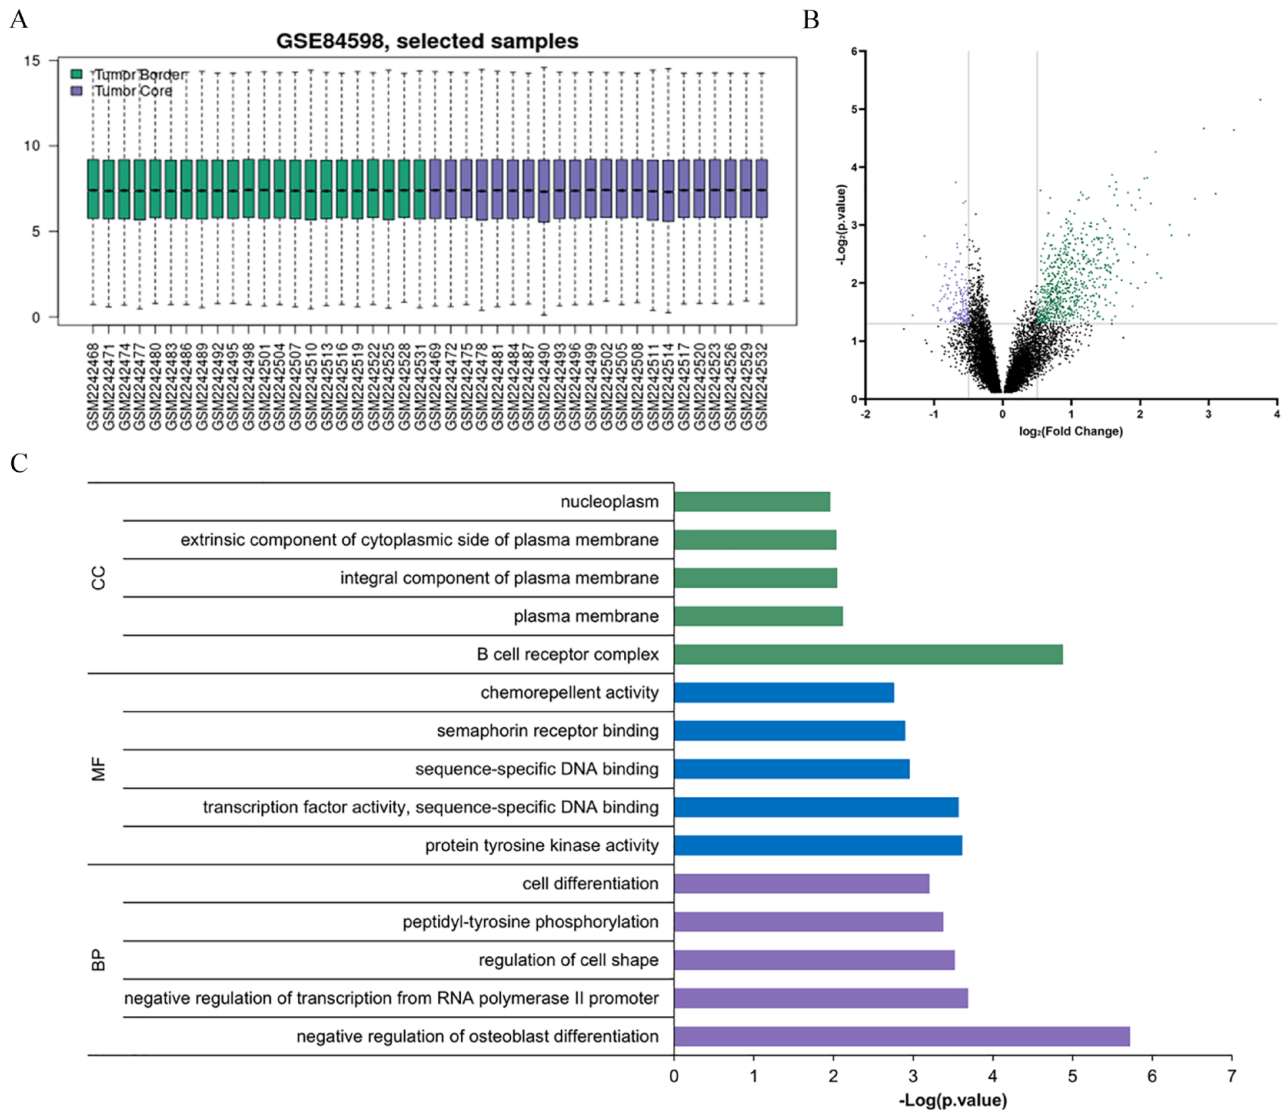 A
GSE84598, selected samples
15
10
5
0
Tumor Border
Tumor Core
GSM2242468
GSM2242471
GSM2242474
GSM2242477
GSM2242480
GSM2242483
GSM2242486
GSM2242489
GSM2242492
GSM2242495
GSM2242498
GSM2242501
GSM2242504
GSM2242507
GSM2242510
GSM2242513
GSM2242516
GSM2242519
GSM2242522
GSM2242525
GSM2242528
GSM2242531
GSM2242469
GSM2242472
GSM2242475
GSM2242478
GSM2242481
GSM2242484
GSM2242487
GSM2242490
GSM2242493
GSM2242496
GSM2242499
GSM2242502
GSM2242505
GSM2242508
GSM2242511
GSM2242514
GSM2242517
GSM2242520
GSM2242523
GSM2242526
GSM2242529
GSM2242532
B
-Log₂(p.value)
6
5
4
3
2
1
0
-2 -1 0 1 2 3 4
log₂(Fold Change)
C
CC
nucleoplasm
extrinsic component of cytoplasmic side of plasma membrane
integral component of plasma membrane
plasma membrane
B cell receptor complex
MF
chemorepellent activity
semaphorin receptor binding
sequence-specific DNA binding
transcription factor activity, sequence-specific DNA binding
protein tyrosine kinase activity
BP
cell differentiation
peptidyl-tyrosine phosphorylation
regulation of cell shape
negative regulation of transcription from RNA polymerase II promoter
negative regulation of osteoblast differentiation
0 1 2 3 4 5 6 7
-Log(p.value)